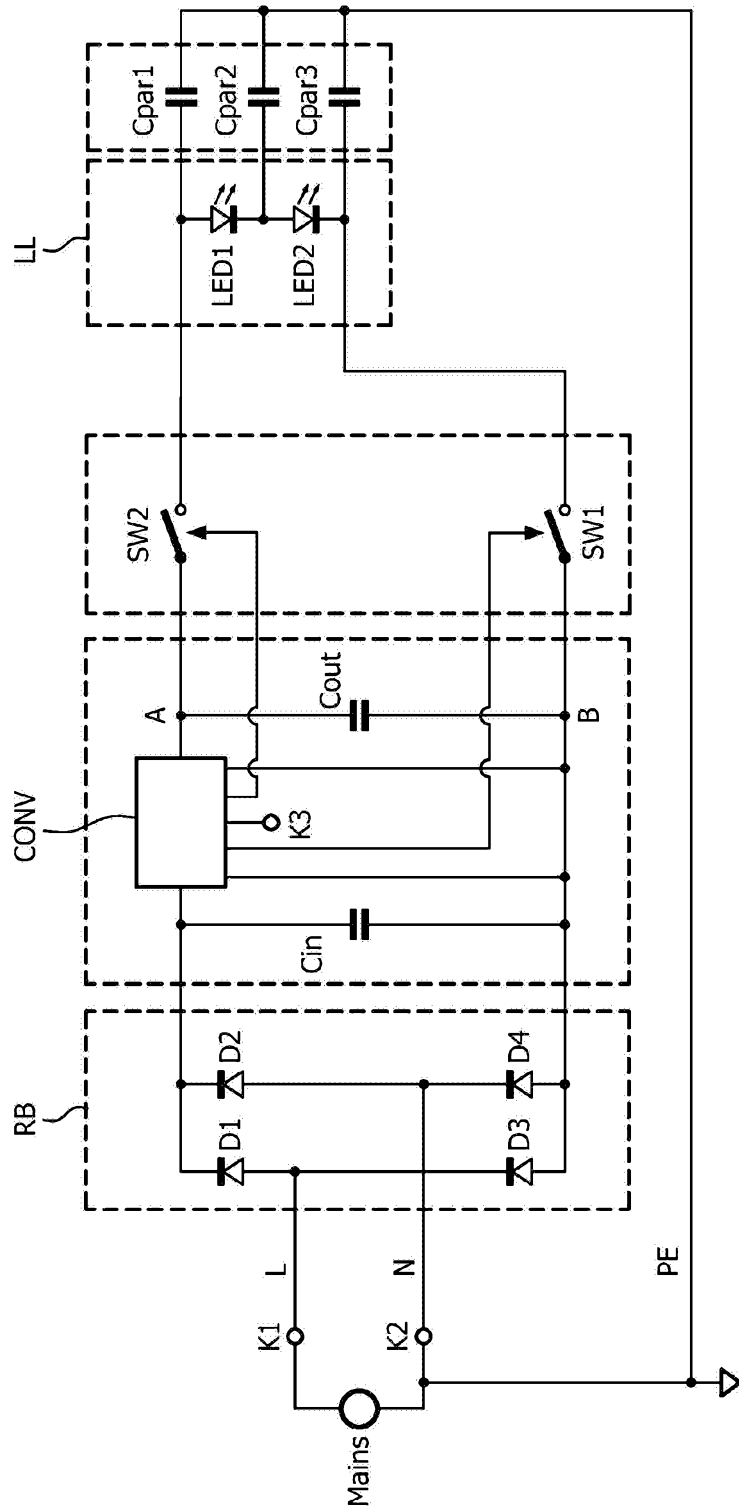 Mains
K1
K2
L
N
PE
RB
D1
D2
D3
D4
CONV
Cin
K3
A
Cout
B
SW2
SW1
LL
LED1
LED2
Cpar1
Cpar2
Cpar3